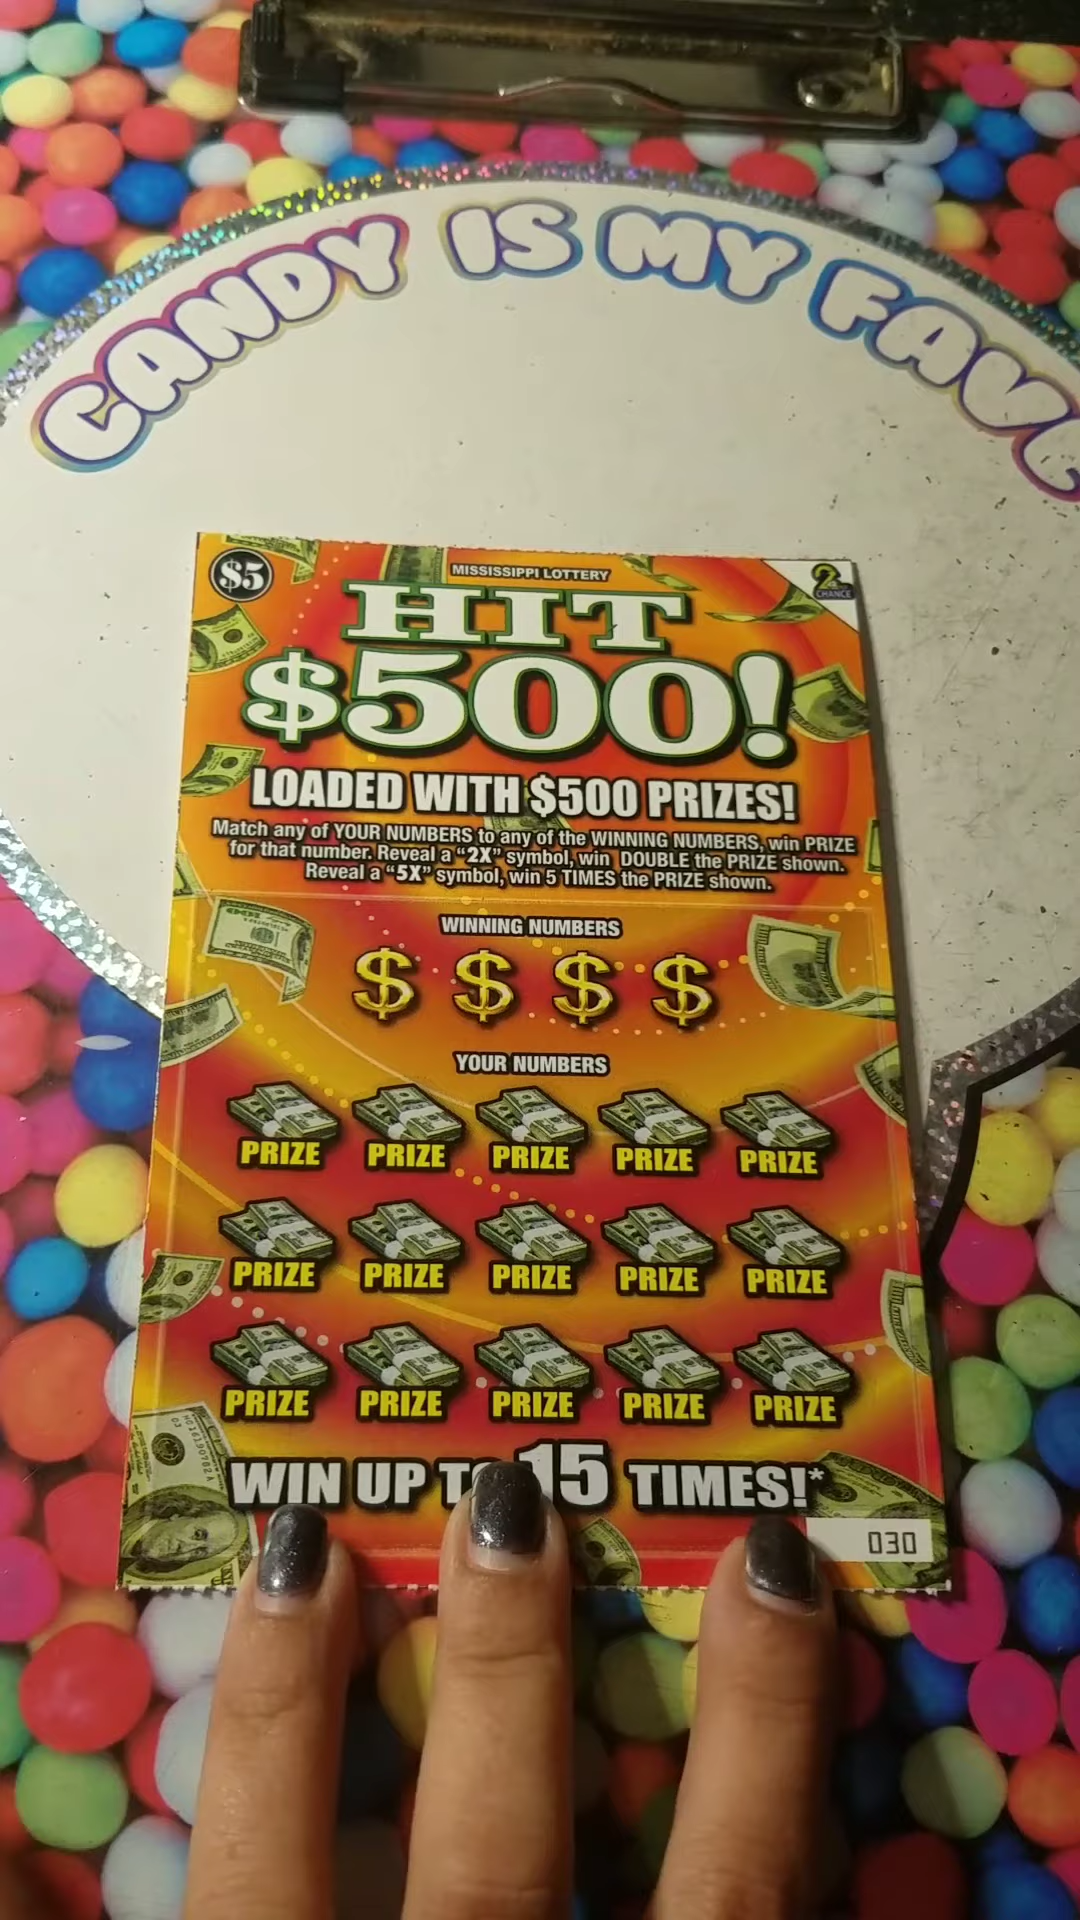 CANDY IS MY FAVE
$5
MISSISSIPPI LOTTERY
2nd CHANCE
HIT
$500!
LOADED WITH $500 PRIZES!
Match any of YOUR NUMBERS to any of the WINNING NUMBERS, win PRIZE
for that number. Reveal a "2X" symbol, win DOUBLE the PRIZE shown.
Reveal a "5X" symbol, win 5 TIMES the PRIZE shown.
WINNING NUMBERS
$ $ $ $
YOUR NUMBERS
PRIZE PRIZE PRIZE PRIZE PRIZE
PRIZE PRIZE PRIZE PRIZE PRIZE
PRIZE PRIZE PRIZE PRIZE PRIZE
WIN UP TO 15 TIMES!*
030